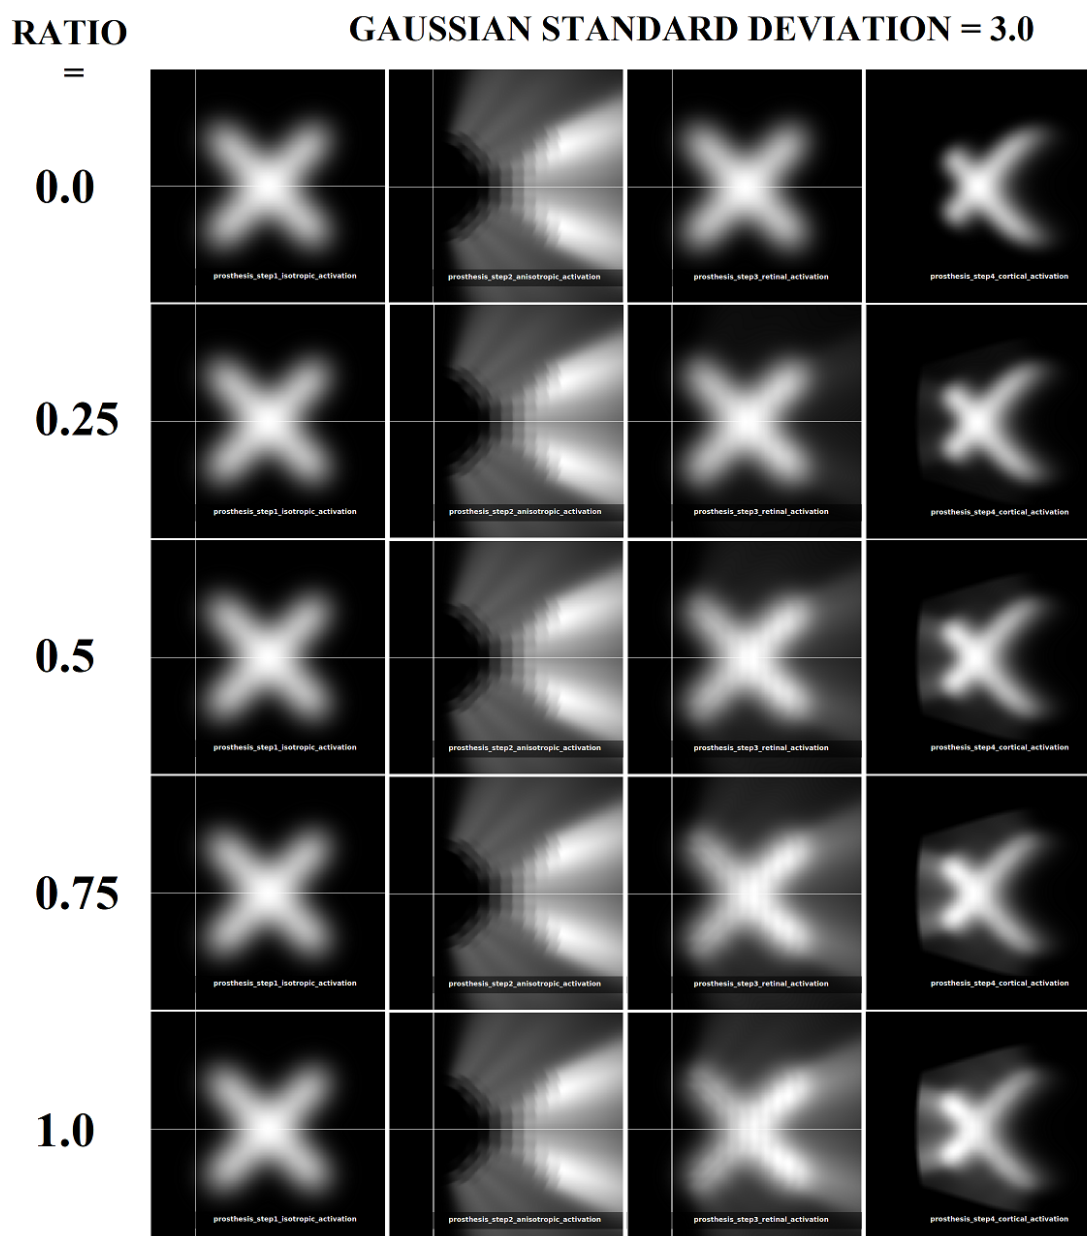 RATIO
=
GAUSSIAN STANDARD DEVIATION = 3.0
0.0
prosthesis_step1_isotropic_activation
prosthesis_step2_anisotropic_activation
prosthesis_step3_retinal_activation
prosthesis_step4_cortical_activation
0.25
prosthesis_step1_isotropic_activation
prosthesis_step2_anisotropic_activation
prosthesis_step3_retinal_activation
prosthesis_step4_cortical_activation
0.5
prosthesis_step1_isotropic_activation
prosthesis_step2_anisotropic_activation
prosthesis_step3_retinal_activation
prosthesis_step4_cortical_activation
0.75
prosthesis_step1_isotropic_activation
prosthesis_step2_anisotropic_activation
prosthesis_step3_retinal_activation
prosthesis_step4_cortical_activation
1.0
prosthesis_step1_isotropic_activation
prosthesis_step2_anisotropic_activation
prosthesis_step3_retinal_activation
prosthesis_step4_cortical_activation